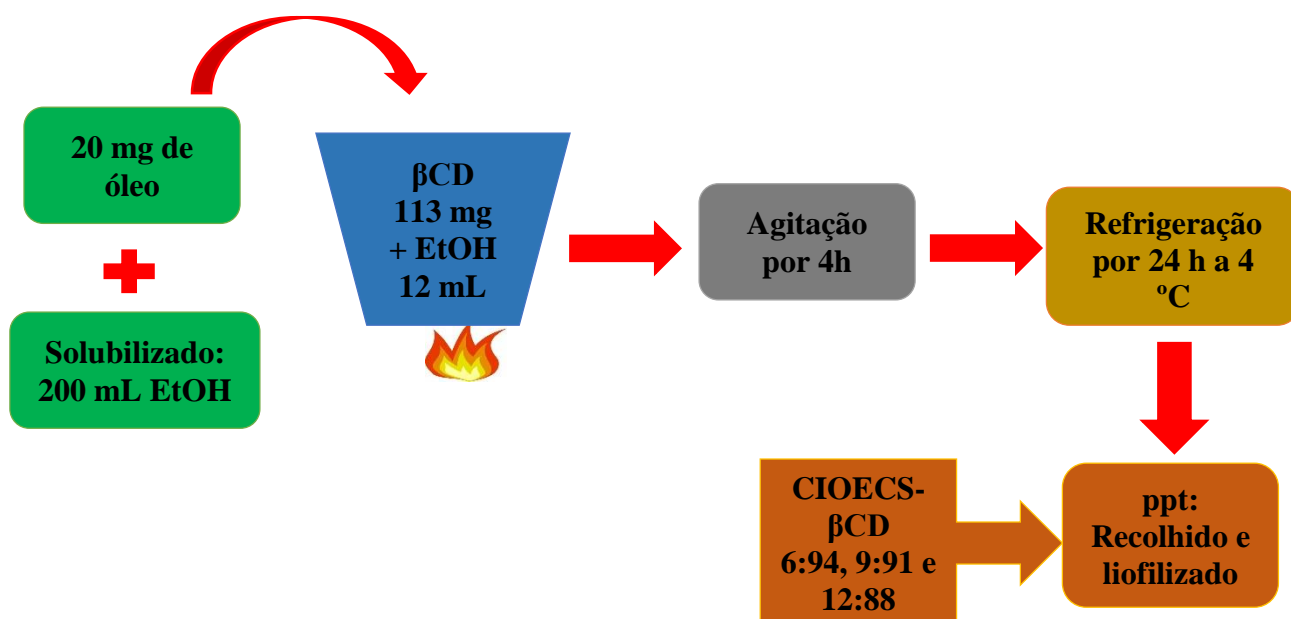 20 mg de
óleo
Solubilizado:
200 mL EtOH
βCD
113 mg
+ EtOH
12 mL
Agitação
por 4h
Refrigeração
por 24 h a 4
ºC
CIOECS-
βCD
6:94, 9:91 e
12:88
ppt:
Recolhido e
liofilizado